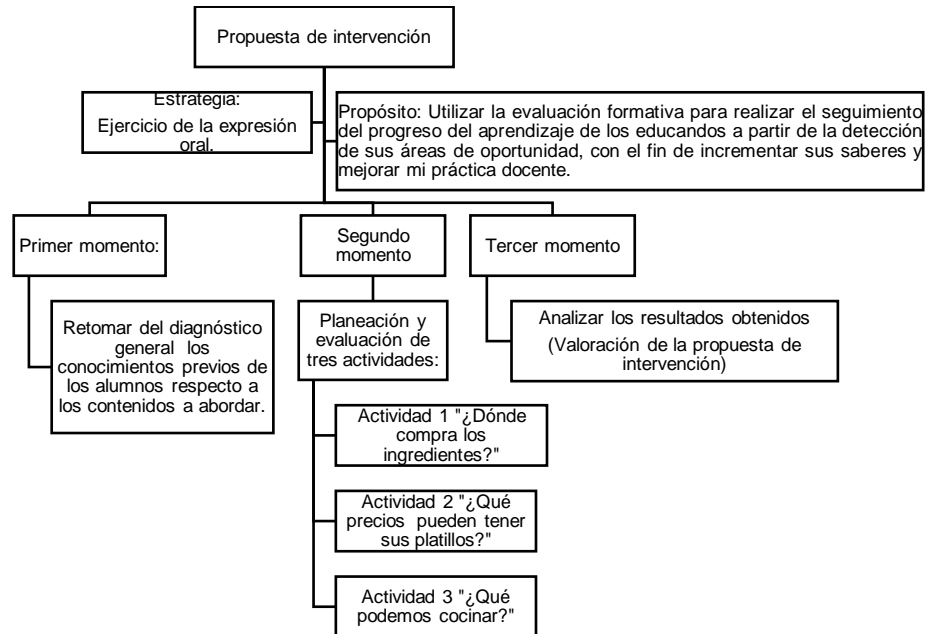 Propuesta de intervención
Estrategia:
Ejercicio de la expresión
oral.
Propósito: Utilizar la evaluación formativa para realizar el seguimiento
del progreso del aprendizaje de los educandos a partir de la detección
de sus áreas de oportunidad, con el fin de incrementar sus saberes y
mejorar mi práctica docente.
Primer momento:
Segundo
momento
Tercer momento
Retomar del diagnóstico
general los
conocimientos previos de
los alumnos respecto a
los contenidos a abordar.
Planeación y
evaluación de
tres actividades:
Analizar los resultados obtenidos
(Valoración de la propuesta de
intervención)
Actividad 1 "¿Dónde
compra los
ingredientes?"
Actividad 2 "¿Qué
precios pueden tener
sus platillos?"
Actividad 3 "¿Qué
podemos cocinar?"